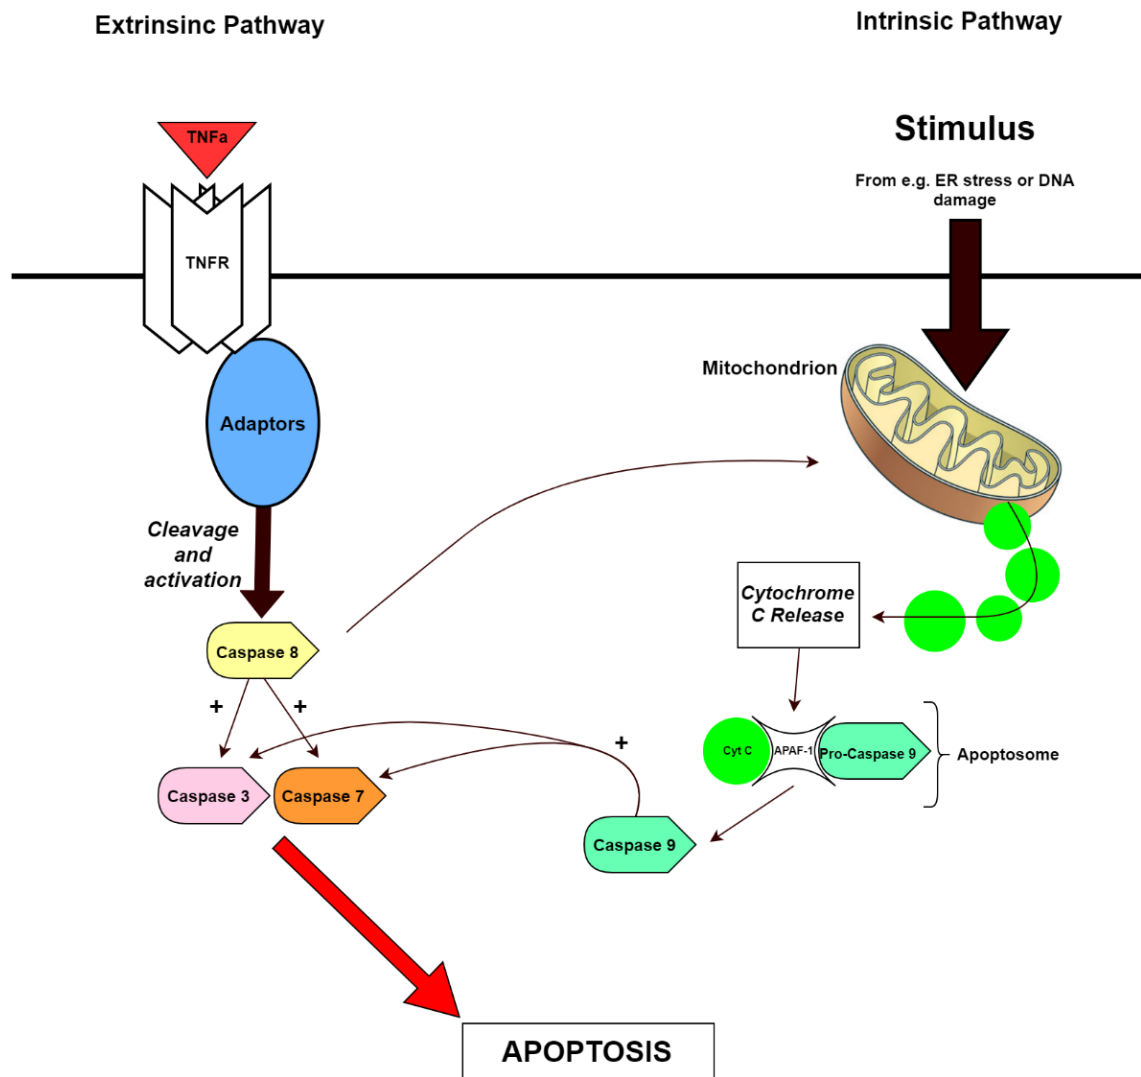 Extrinsinc Pathway
Intrinsic Pathway
TNFa
Stimulus
From e.g. ER stress or DNA
damage
TNFR
Mitochondrion
Adaptors
Cleavage
and
activation
Cytochrome
C Release
Caspase 8
+
+
+
Cyt C
APAF-1
Pro-Caspase 9
Apoptosome
Caspase 3
Caspase 7
Caspase 9
APOPTOSIS